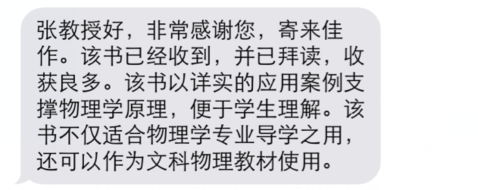 张教授好，非常感谢您，寄来佳
作。该书已经收到，并已拜读，收
获良多。该书以详实的应用案例支
撑物理学原理，便于学生理解。该
书不仅适合物理学专业导学之用，
还可以作为文科物理教材使用。